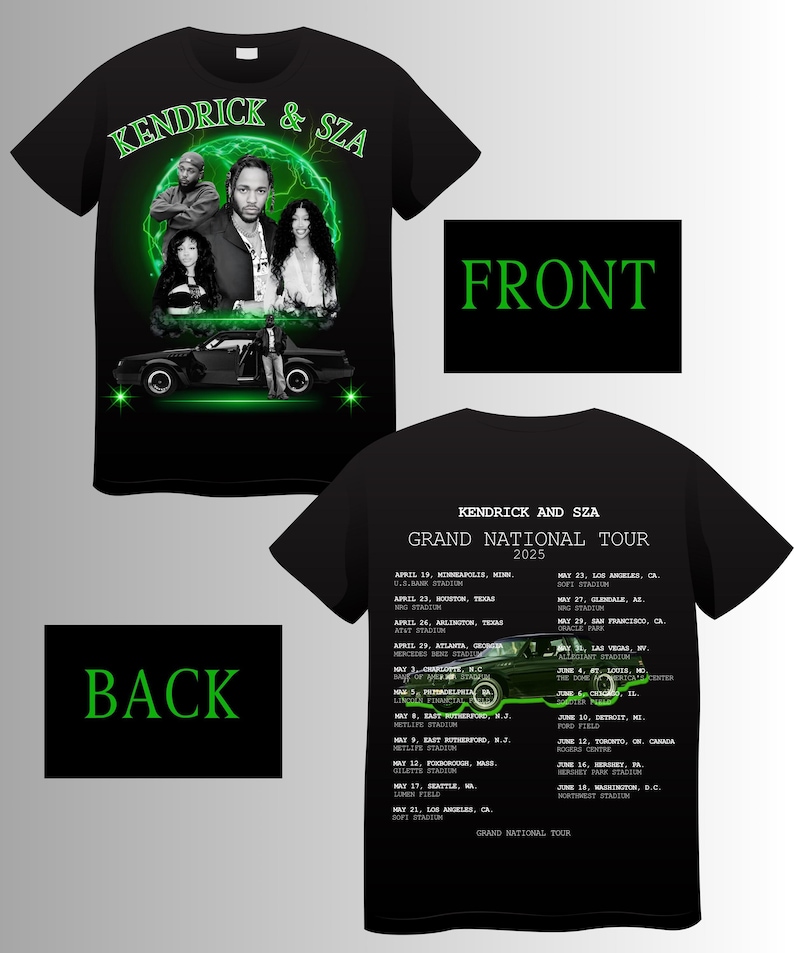 KENDRICK & SZA
FRONT
BACK
KENDRICK AND SZA
GRAND NATIONAL TOUR
2025
APRIL 19, MINNEAPOLIS, MINN.
U.S.BANK STADIUM
APRIL 23, HOUSTON, TEXAS
NRG STADIUM
APRIL 26, ARLINGTON, TEXAS
AT&T STADIUM
APRIL 29, ATLANTA, GEORGIA
MERCEDES BENZ STADIUM
MAY 3, CHARLOTTE, N.C
BANK OF AMERICA STADIUM
MAY 5, PHILADELPHIA, PA.
LINCOLN FINANCIAL FIELD
MAY 8, EAST RUTHERFORD, N.J.
METLIFE STADIUM
MAY 9, EAST RUTHERFORD, N.J.
METLIFE STADIUM
MAY 12, FOXBOROUGH, MASS.
GILETTE STADIUM
MAY 17, SEATTLE, WA.
LUMEN FIELD
MAY 21, LOS ANGELES, CA.
SOFI STADIUM
MAY 23, LOS ANGELES, CA.
SOFI STADIUM
MAY 27, GLENDALE, AZ.
NRG STADIUM
MAY 29, SAN FRANCISCO, CA.
ORACLE PARK
MAY 31, LAS VEGAS, NV.
ALLEGIANT STADIUM
JUNE 4, ST. LOUIS, MO.
THE DOME A AMERICA'S CENTER
JUNE 6, CHICAGO, IL.
SOLDIER FIELD
JUNE 10, DETROIT, MI.
FORD FIELD
JUNE 12, TORONTO, ON. CANADA
ROGERS CENTRE
JUNE 16, HERSHEY, PA.
HERSHEY PARK STADIUM
JUNE 18, WASHINGTON, D.C.
NORTHWEST STADIUM
GRAND NATIONAL TOUR